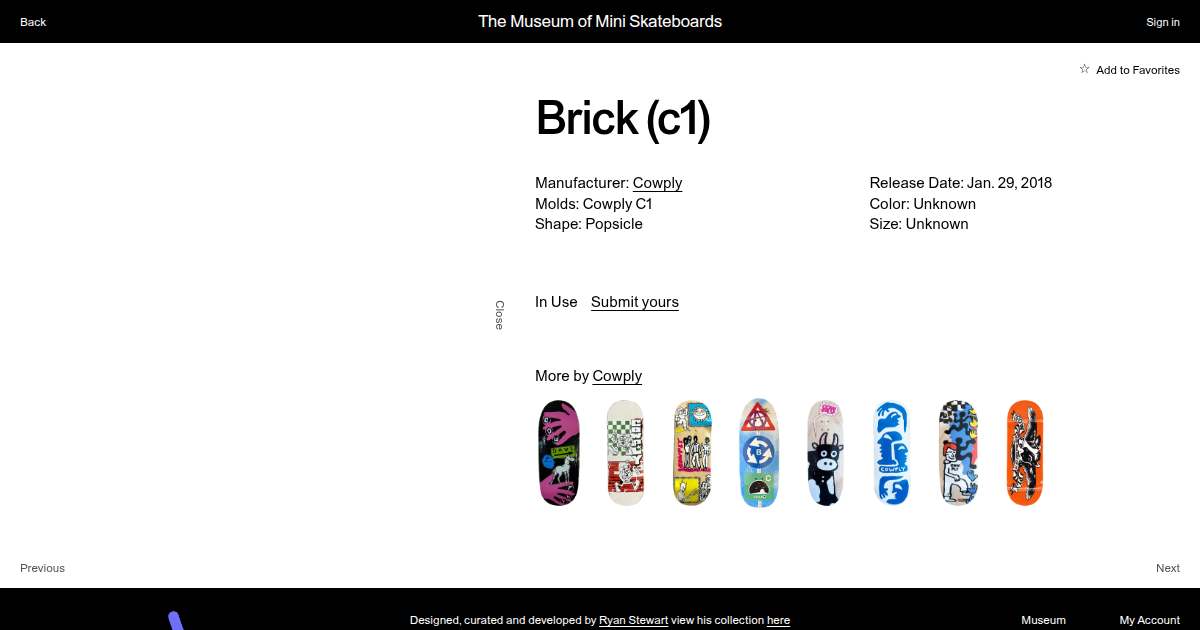 Back
The Museum of Mini Skateboards
Sign in
☆ Add to Favorites
Brick (c1)
Manufacturer: Cowply
Molds: Cowply C1
Shape: Popsicle
Release Date: Jan. 29, 2018
Color: Unknown
Size: Unknown
Close
In Use
Submit yours
More by Cowply
COWPLY
Previous
Next
Designed, curated and developed by Ryan Stewart view his collection here
Museum
My Account